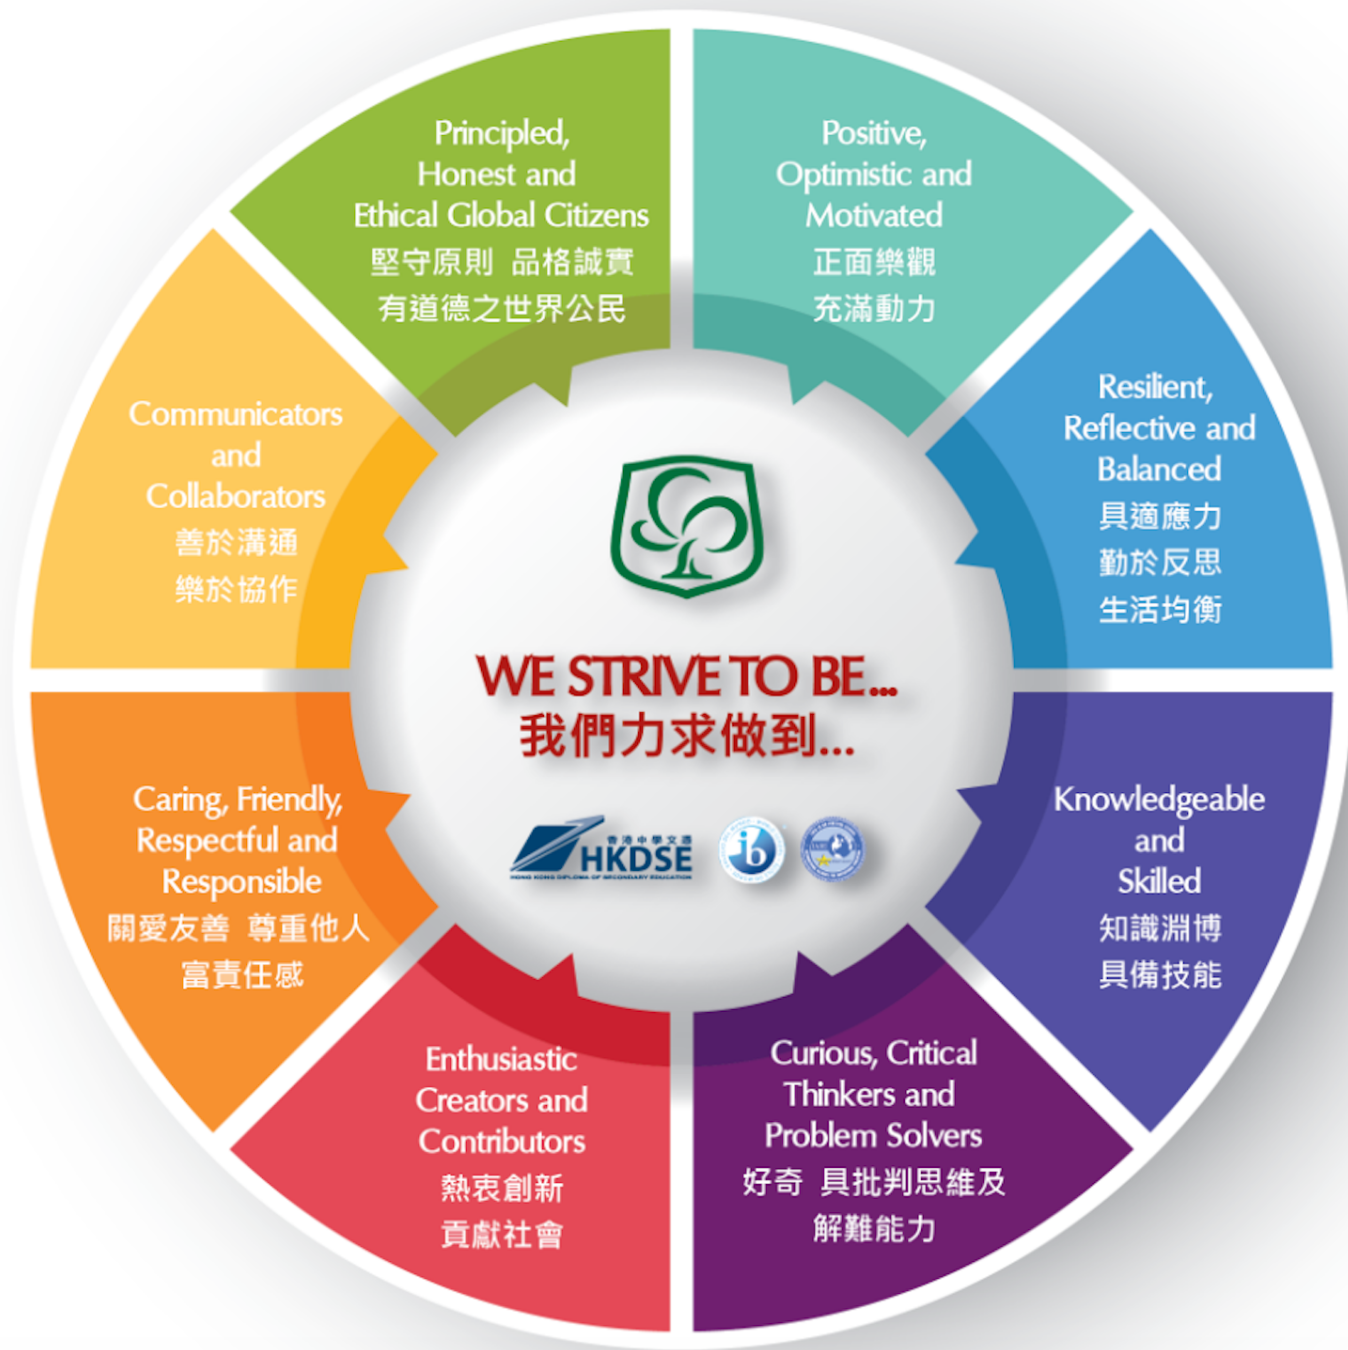 Principled,
Honest and
Ethical Global Citizens
堅守原則 品格誠實
有道德之世界公民
Positive,
Optimistic and
Motivated
正面樂觀
充滿動力
Resilient,
Reflective and
Balanced
具適應力
勤於反思
生活均衡
Knowledgeable
and
Skilled
知識淵博
具備技能
Curious, Critical
Thinkers and
Problem Solvers
好奇 具批判思維及
解難能力
Enthusiastic
Creators and
Contributors
熱衷創新
貢獻社會
Caring, Friendly,
Respectful and
Responsible
關愛友善 尊重他人
富責任感
Communicators
and
Collaborators
善於溝通
樂於協作
WE STRIVE TO BE...
我們力求做到...
香港中學文憑
HKDSE
HONG KONG DIPLOMA OF SECONDARY EDUCATION
ib